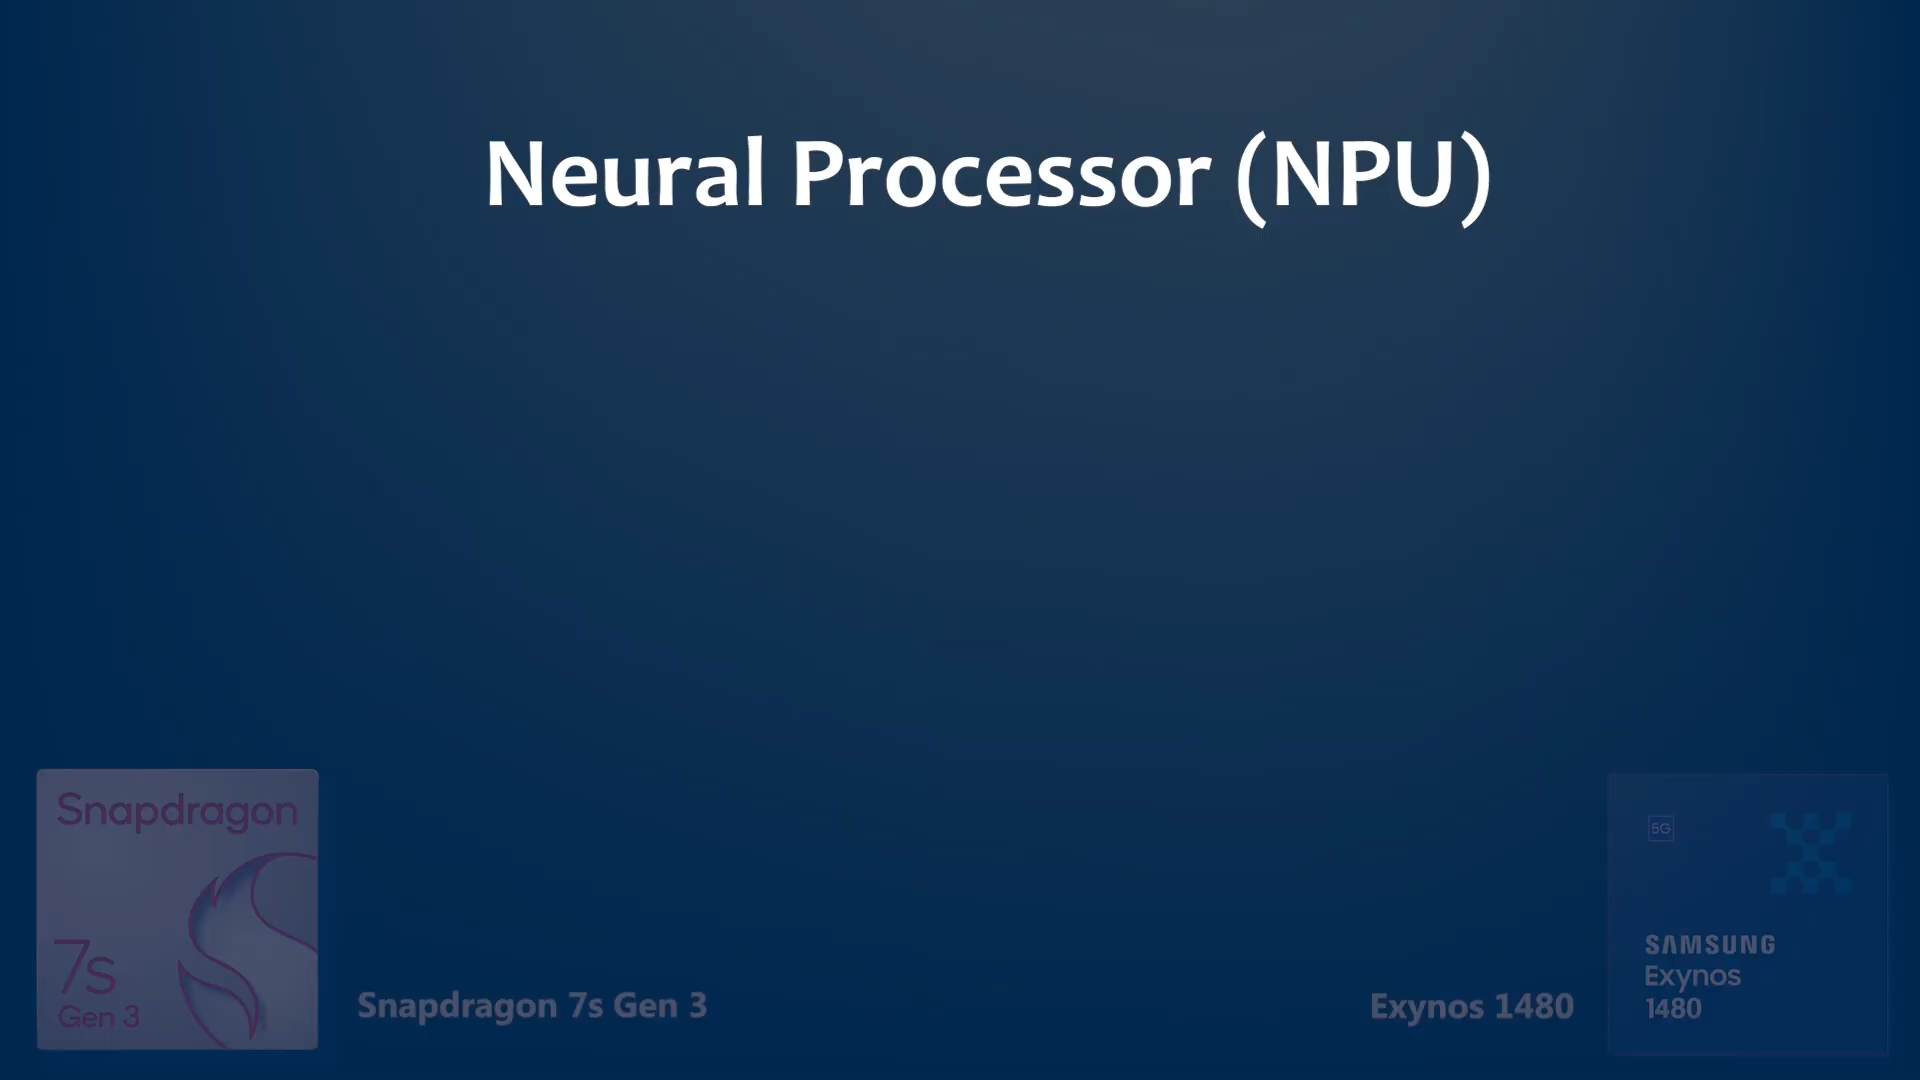 Neural Processor (NPU)
Snapdragon
7s
Gen 3
Snapdragon 7s Gen 3
Exynos 1480
5G
SAMSUNG
Exynos
1480